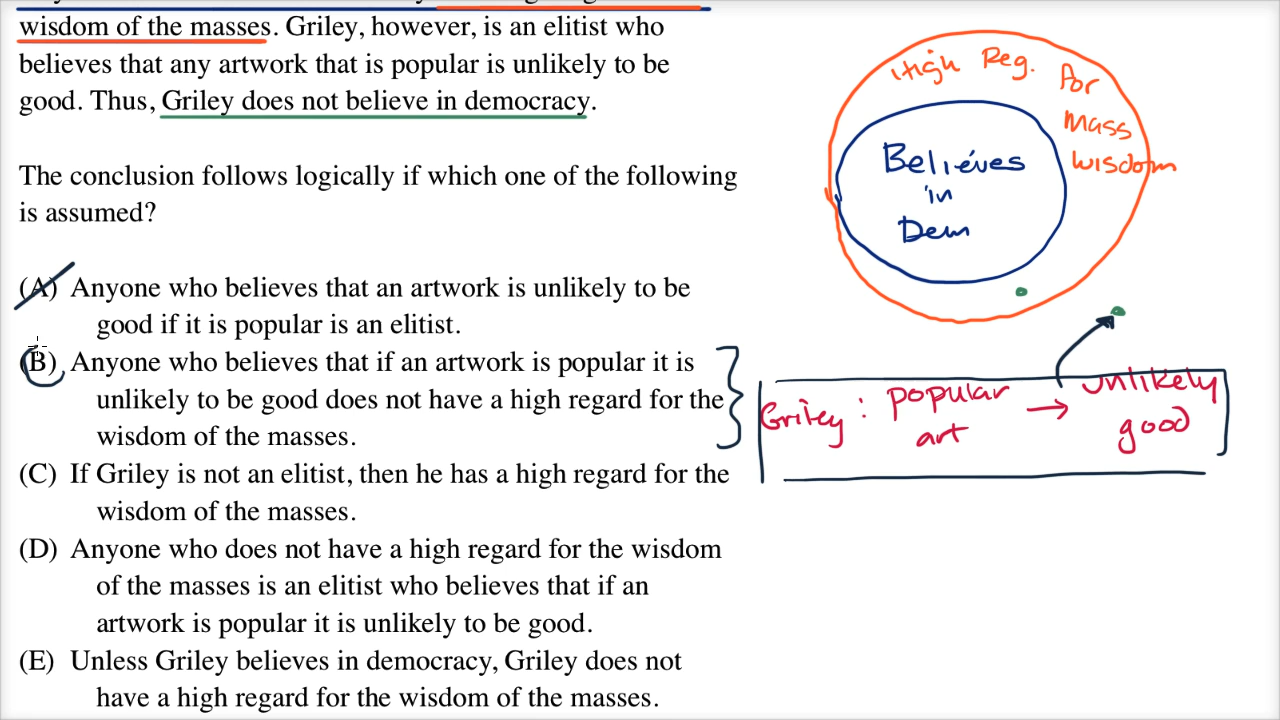 wisdom of the masses. Griley, however, is an elitist who
believes that any artwork that is popular is unlikely to be
good. Thus, Griley does not believe in democracy.
The conclusion follows logically if which one of the following
is assumed?
(A) Anyone who believes that an artwork is unlikely to be
good if it is popular is an elitist.
(B) Anyone who believes that if an artwork is popular it is
unlikely to be good does not have a high regard for the
wisdom of the masses.
(C) If Griley is not an elitist, then he has a high regard for the
wisdom of the masses.
(D) Anyone who does not have a high regard for the wisdom
of the masses is an elitist who believes that if an
artwork is popular it is unlikely to be good.
(E) Unless Griley believes in democracy, Griley does not
have a high regard for the wisdom of the masses.
High Reg. for
Mass
wisdom
Believes
in
Dem
Griley: popular → unlikely
art good